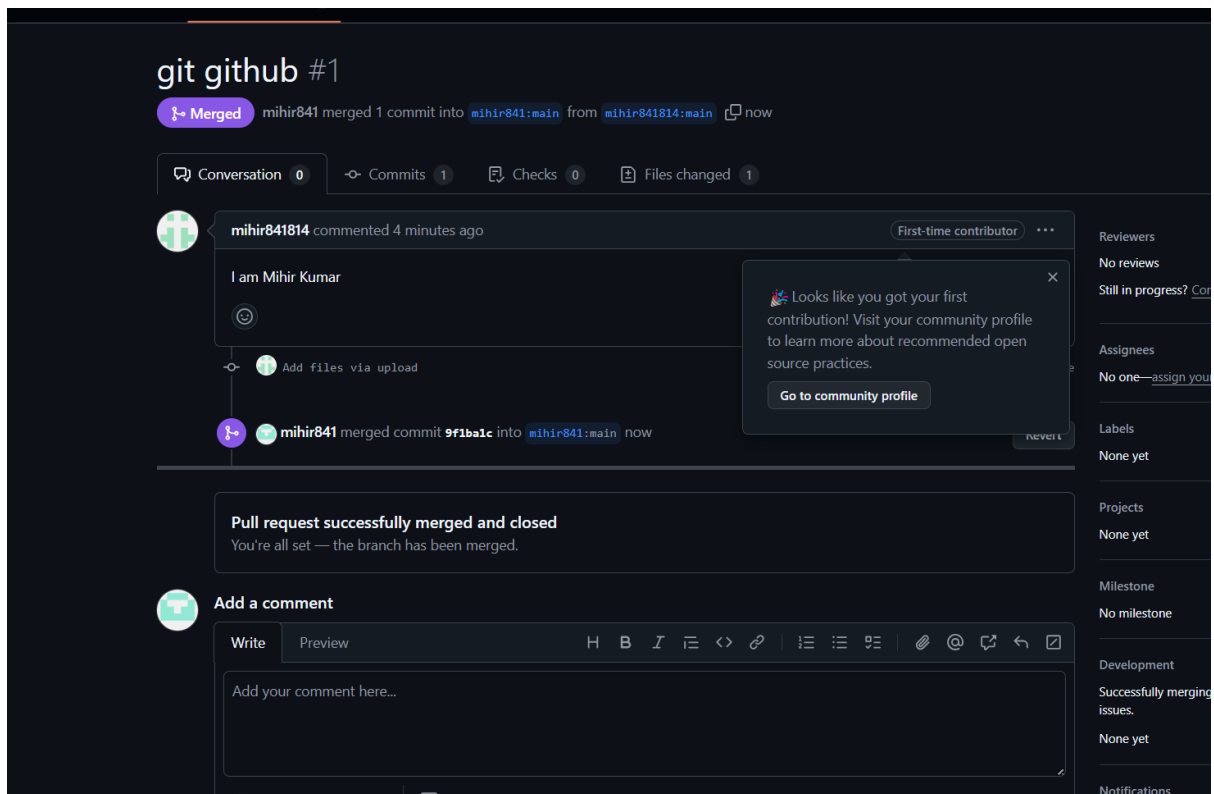 git github #1
Merged mihir841 merged 1 commit into mihir841:main from mihir841814:main now
Conversation 0 Commits 1 Checks 0 Files changed 1
mihir841814 commented 4 minutes ago First-time contributor
I am Mihir Kumar
🎉 Looks like you got your first
contribution! Visit your community profile
to learn more about recommended open
source practices.
Go to community profile
Add files via upload
mihir841 merged commit 9f1ba1c into mihir841:main now
Revert
Pull request successfully merged and closed
You're all set — the branch has been merged.
Add a comment
Write Preview
Add your comment here...
Reviewers
No reviews
Still in progress? Con
Assignees
No one—assign your
Labels
None yet
Projects
None yet
Milestone
No milestone
Development
Successfully merging
issues.
None yet
Notifications